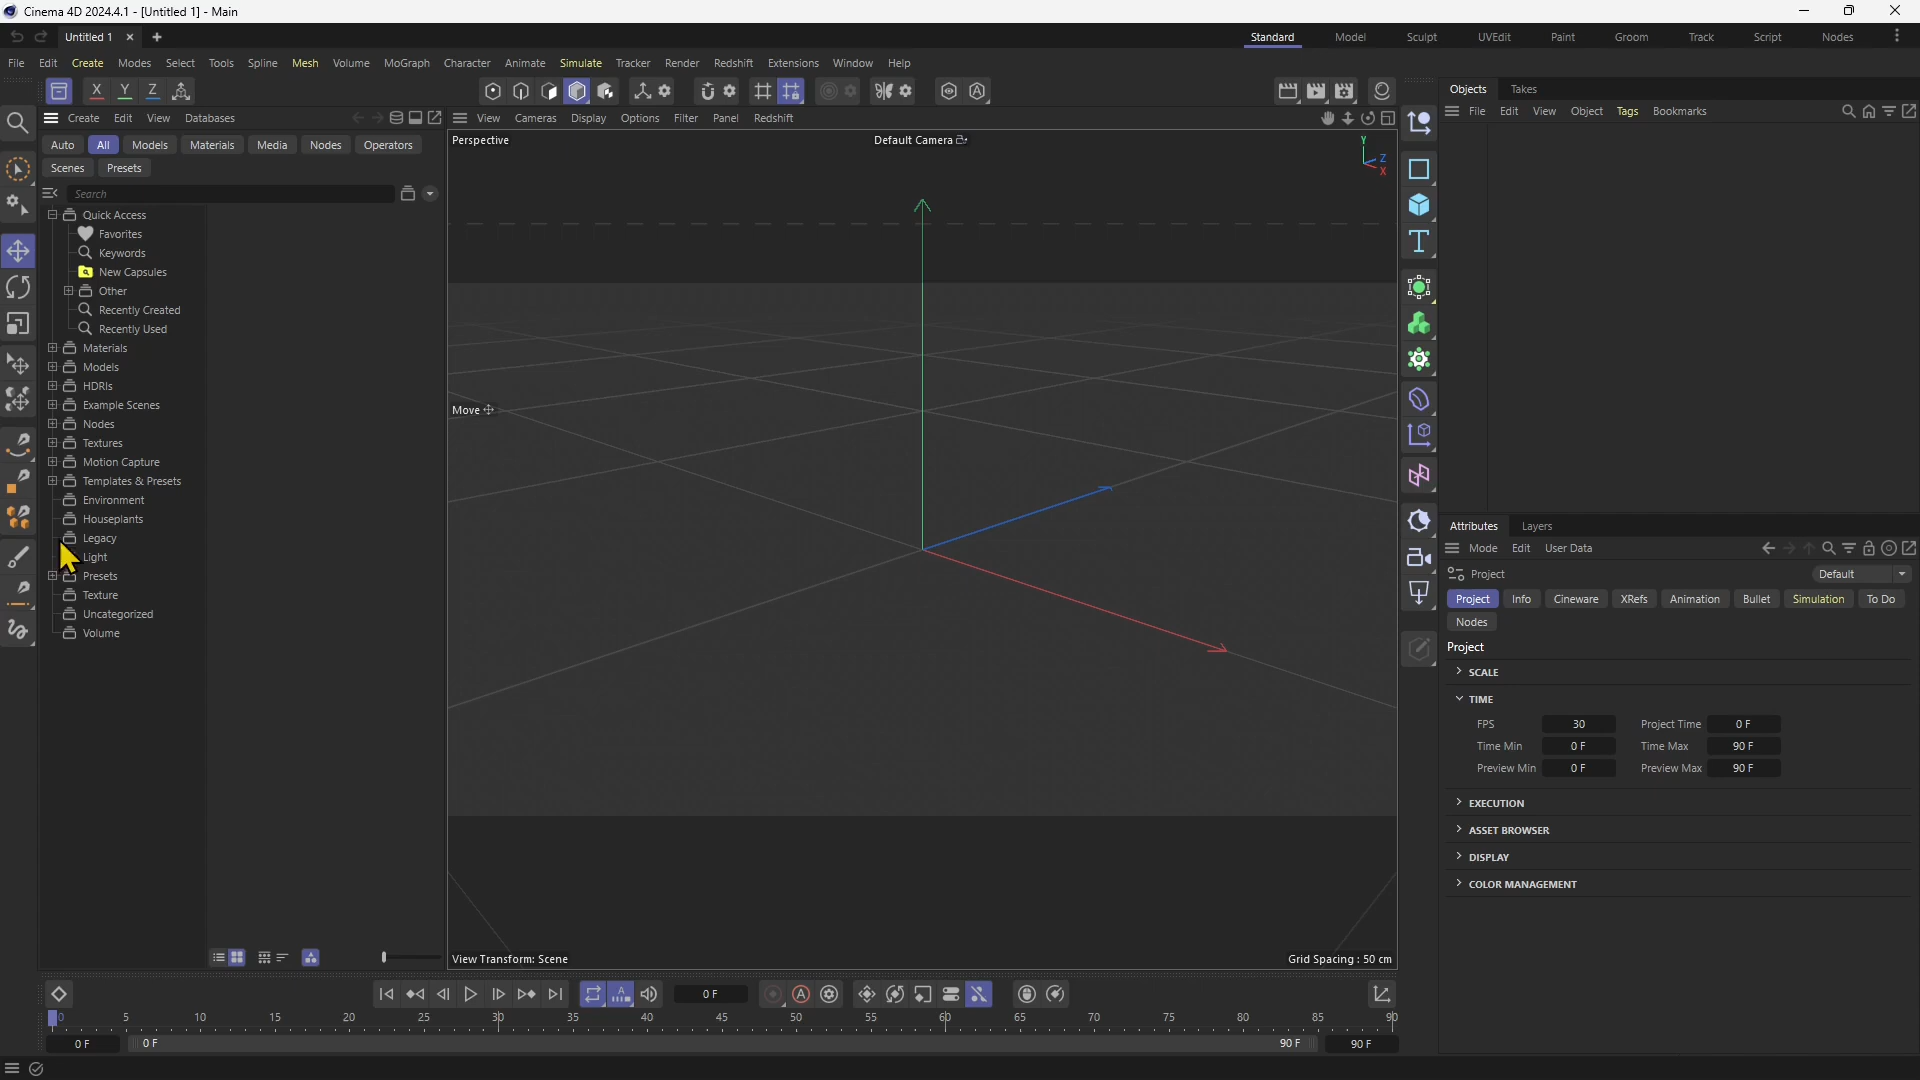 Cinema 4D 2024.4.1 - [Untitled 1] - Main
Untitled 1
Standard Model Sculpt UVEdit Paint Groom Track Script Nodes
File Edit Create Modes Select Tools Spline Mesh Volume MoGraph Character Animate Simulate Tracker Render Redshift Extensions Window Help
X Y Z
Objects Takes
File Edit View Object Tags Bookmarks
Create Edit View Databases
View Cameras Display Options Filter Panel Redshift
Auto All Models Materials Media Nodes Operators
Scenes Presets
Search
Quick Access
Favorites
Keywords
New Capsules
Other
Recently Created
Recently Used
Materials
Models
HDRIs
Example Scenes
Nodes
Textures
Motion Capture
Templates & Presets
Environment
Houseplants
Legacy
Light
Presets
Texture
Uncategorized
Volume
Perspective
Default Camera
Y
Z
X
Move
View Transform: Scene
Grid Spacing : 50 cm
Attributes Layers
Mode Edit User Data
Project
Default
Project Info Cineware XRefs Animation Bullet Simulation To Do
Nodes
Project
SCALE
TIME
FPS 30 Project Time 0 F
Time Min 0 F Time Max 90 F
Preview Min 0 F Preview Max 90 F
EXECUTION
ASSET BROWSER
DISPLAY
COLOR MANAGEMENT
0 F
0 5 10 15 20 25 30 35 40 45 50 55 60 65 70 75 80 85 90
0 F 0 F 90 F 90 F